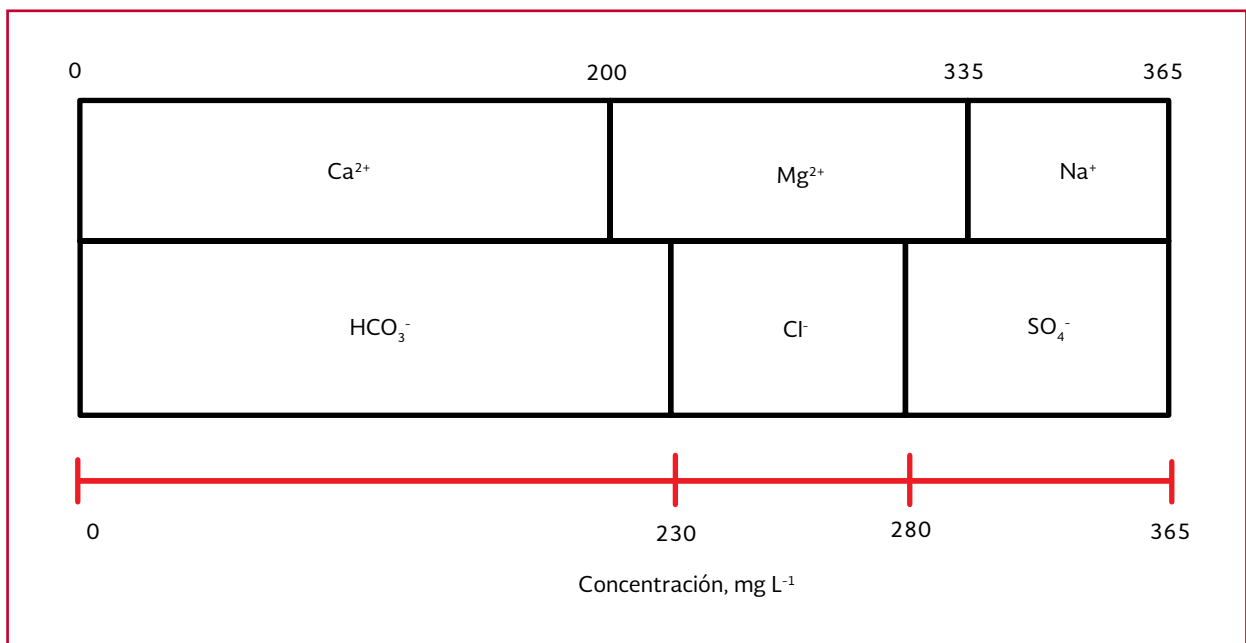 0 200 335 365
Ca²⁺ Mg²⁺ Na⁺
HCO₃⁻ Cl⁻ SO₄⁻
0 230 280 365
Concentración, mg L⁻¹